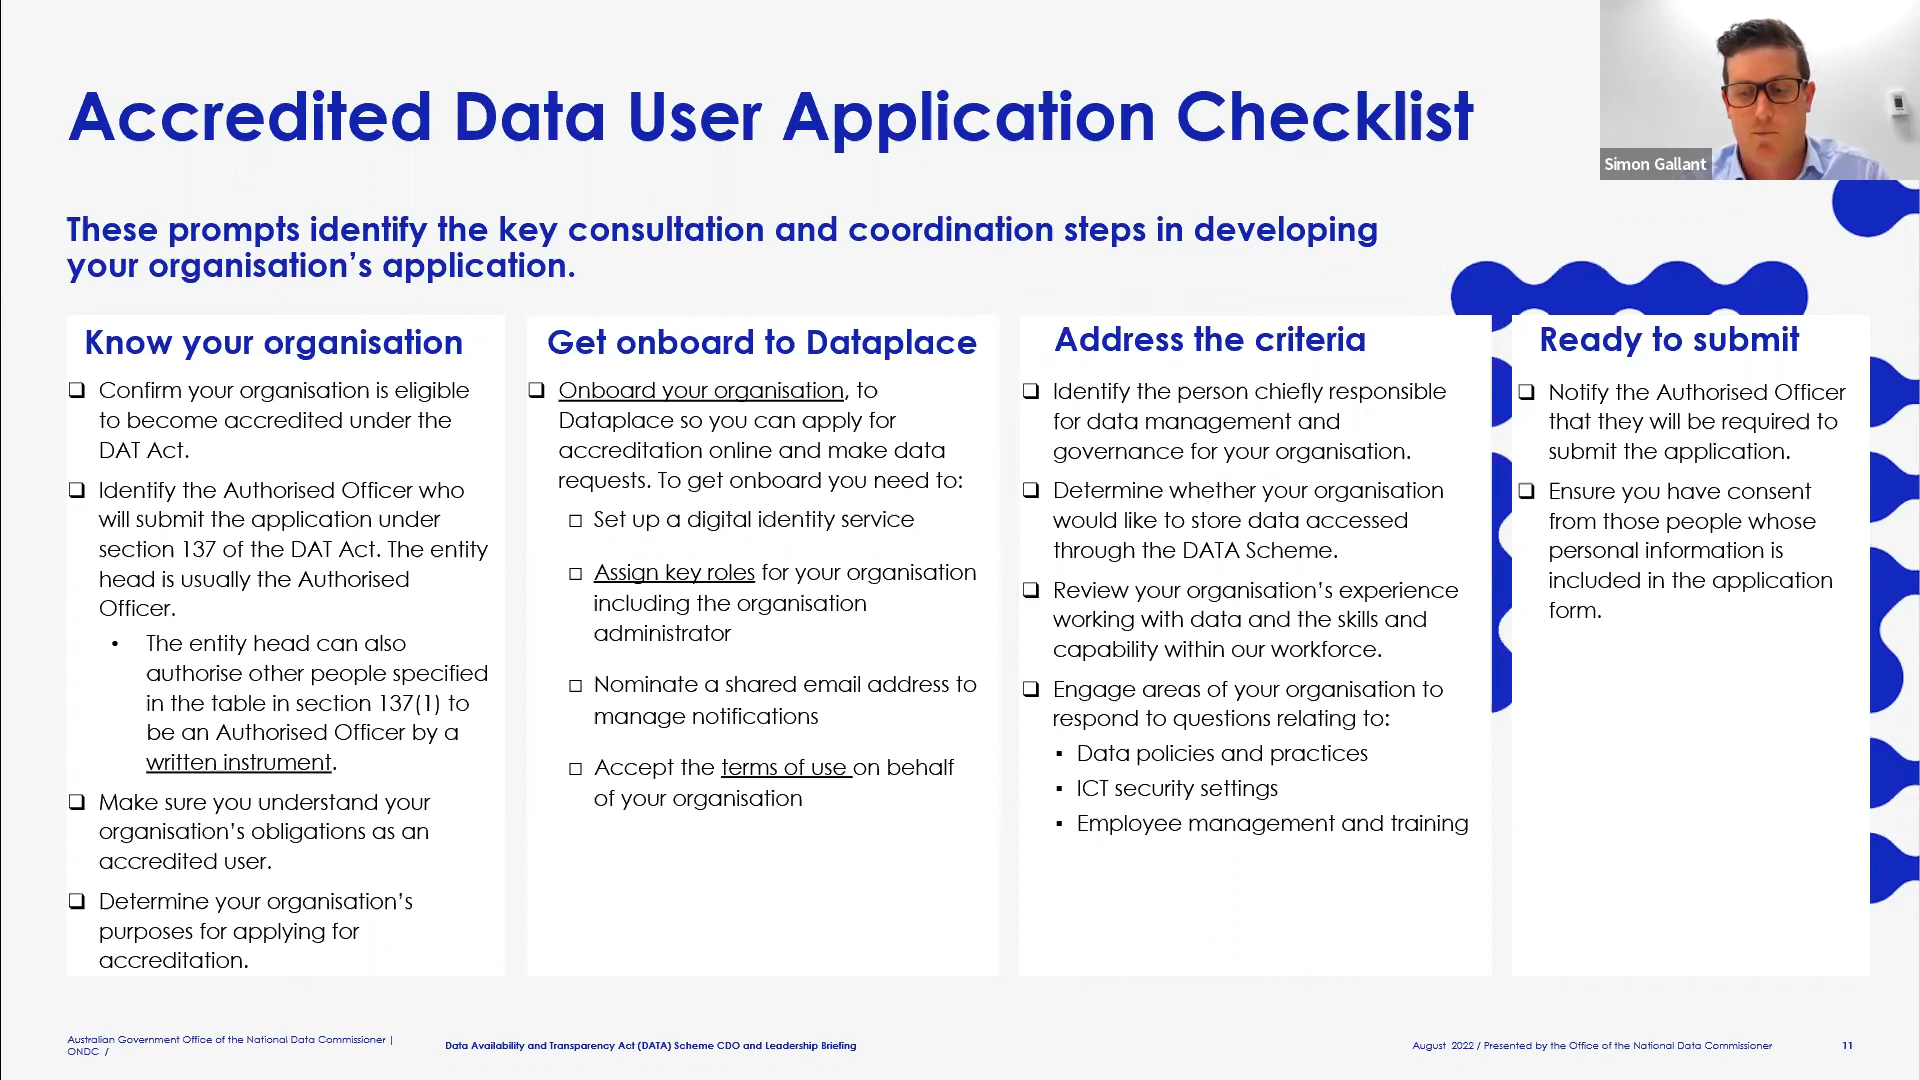 Accredited Data User Application Checklist
Simon Gallant
These prompts identify the key consultation and coordination steps in developing
your organisation's application.
Know your organisation
❑ Confirm your organisation is eligible
to become accredited under the
DAT Act.
❑ Identify the Authorised Officer who
will submit the application under
section 137 of the DAT Act. The entity
head is usually the Authorised
Officer.
• The entity head can also
authorise other people specified
in the table in section 137(1) to
be an Authorised Officer by a
written instrument.
❑ Make sure you understand your
organisation's obligations as an
accredited user.
❑ Determine your organisation's
purposes for applying for
accreditation.
Get onboard to Dataplace
❑ Onboard your organisation, to
Dataplace so you can apply for
accreditation online and make data
requests. To get onboard you need to:
□ Set up a digital identity service
□ Assign key roles for your organisation
including the organisation
administrator
□ Nominate a shared email address to
manage notifications
□ Accept the terms of use on behalf
of your organisation
Address the criteria
❑ Identify the person chiefly responsible
for data management and
governance for your organisation.
❑ Determine whether your organisation
would like to store data accessed
through the DATA Scheme.
❑ Review your organisation's experience
working with data and the skills and
capability within our workforce.
❑ Engage areas of your organisation to
respond to questions relating to:
▪ Data policies and practices
▪ ICT security settings
▪ Employee management and training
Ready to submit
❑ Notify the Authorised Officer
that they will be required to
submit the application.
❑ Ensure you have consent
from those people whose
personal information is
included in the application
form.
Australian Government Office of the National Data Commissioner |
ONDC /
Data Availability and Transparency Act (DATA) Scheme CDO and Leadership Briefing
August 2022 / Presented by the Office of the National Data Commissioner
11